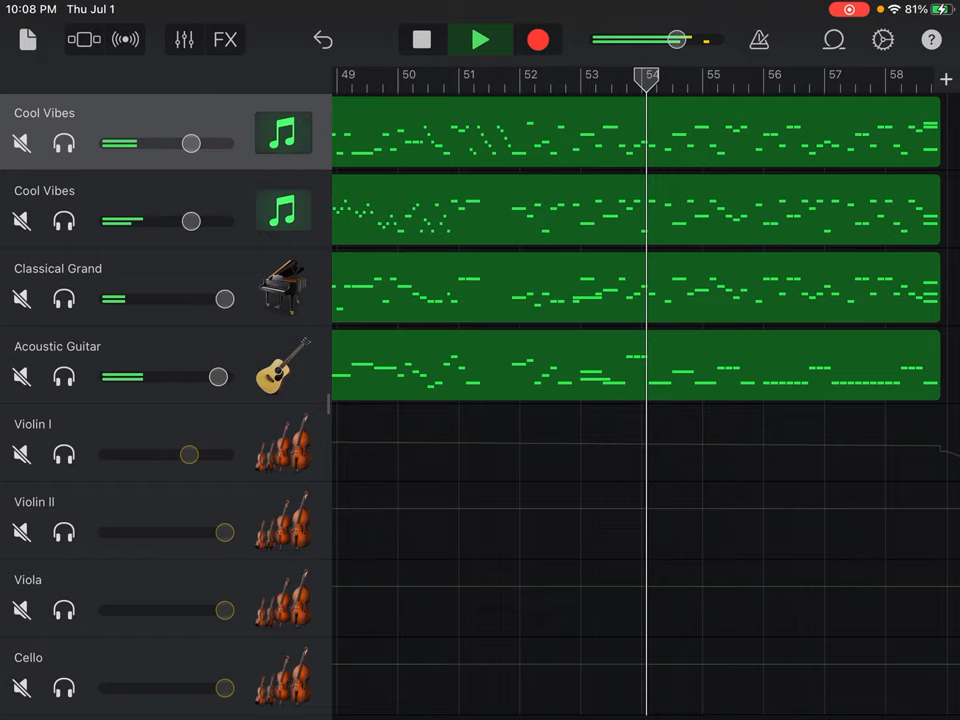 10:08 PM Thu Jul 1
81%
FX
?
49 50 51 52 53 54 55 56 57 58 +
Cool Vibes
Cool Vibes
Classical Grand
Acoustic Guitar
Violin I
Violin II
Viola
Cello